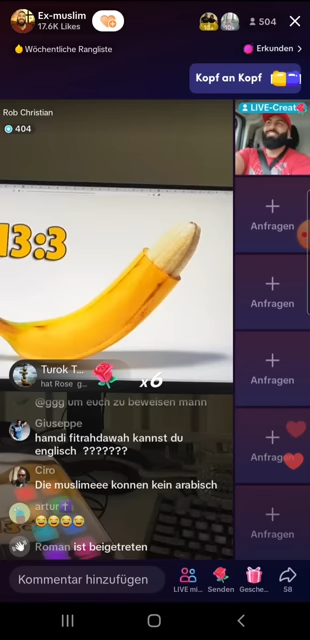 Ex-muslim
17.6K Likes
504
Wöchentliche Rangliste
Erkunden
Kopf an Kopf
Rob Christian
404
LIVE-Creat
13:3
Anfragen
Anfragen
Anfragen
Anfragen
Anfragen
Turok T...
hat Rose g...
x6
@ggg um euch zu beweisen mann
Giuseppe
hamdi fitrahdawah kannst du
englisch ???????
Ciro
Die muslimeee konnen kein arabisch
artur
Roman ist beigetreten
Kommentar hinzufügen
LIVE mi...
Senden
Gesche...
58